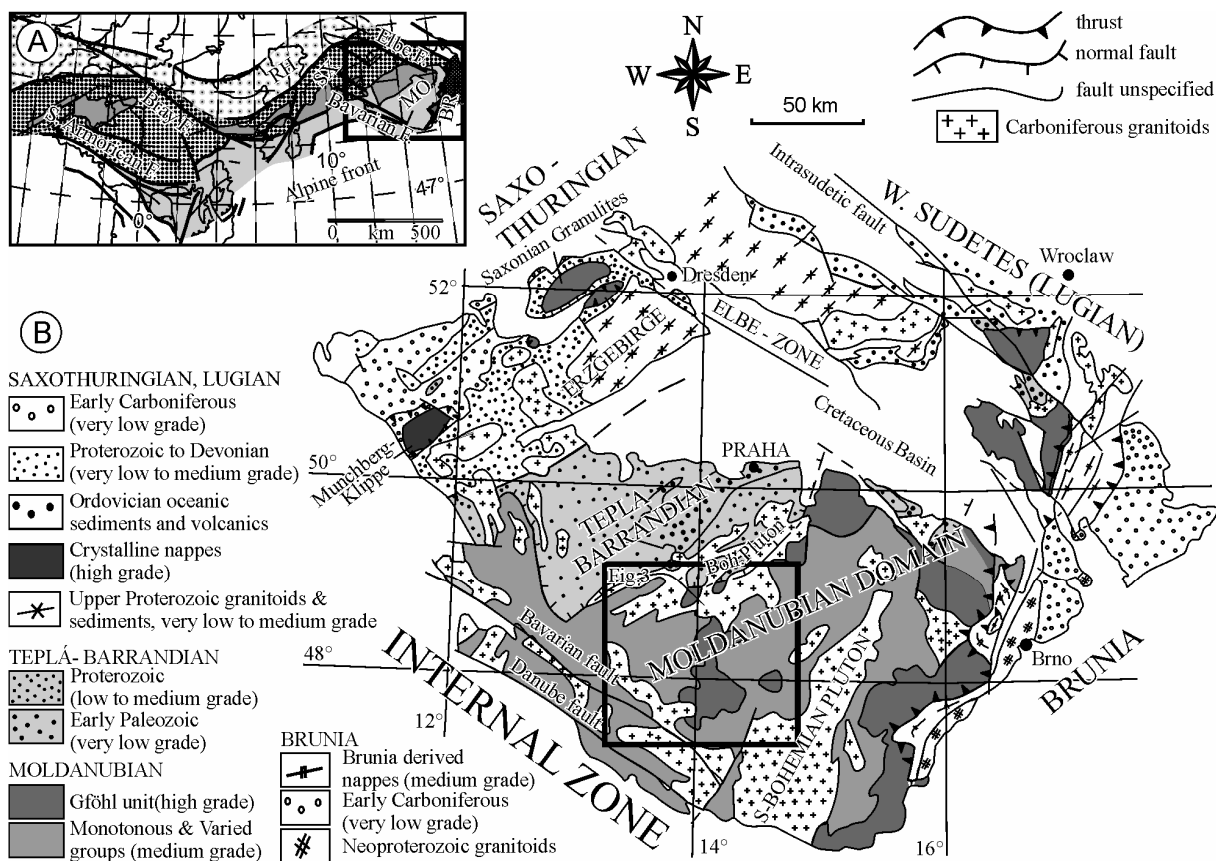 A
Elbe F.
RH.
SX
MO.
BR.
Bray F.
Bavarian F.
S. Armorican F.
10°
Alpine front
47°
0°
0 km 500
N
W E
S
50 km
thrust
normal fault
fault unspecified
Carboniferous granitoids
B
SAXOTHURINGIAN, LUGIAN
Early Carboniferous
(very low grade)
Proterozoic to Devonian
(very low to medium grade)
Ordovician oceanic
sediments and volcanics
Crystalline nappes
(high grade)
Upper Proterozoic granitoids &
sediments, very low to medium grade
TEPLÁ- BARRANDIAN
Proterozoic
(low to medium grade)
Early Paleozoic
(very low grade)
MOLDANUBIAN
Gföhl unit(high grade)
Monotonous & Varied
groups (medium grade)
BRUNIA
Brunia derived
nappes (medium grade)
Early Carboniferous
(very low grade)
Neoproterozoic granitoids
SAXO -
THURINGIAN
Saxonian Granulites
Intrasudetic fault
W. SUDETES (LUGIAN)
Wroclaw
Dresden
52°
ELBE - ZONE
ERZGEBIRGE
Cretaceous Basin
Munchberg-
Klippe
50°
PRAHA
TEPLA
BARRANDIAN
Boh.Pluton
Fig.3
MOLDANUBIAN DOMAIN
Bavarian fault
Danube fault
48°
12°
INTERNAL ZONE
S-BOHEMIAN PLUTON
Brno
BRUNIA
14°
16°